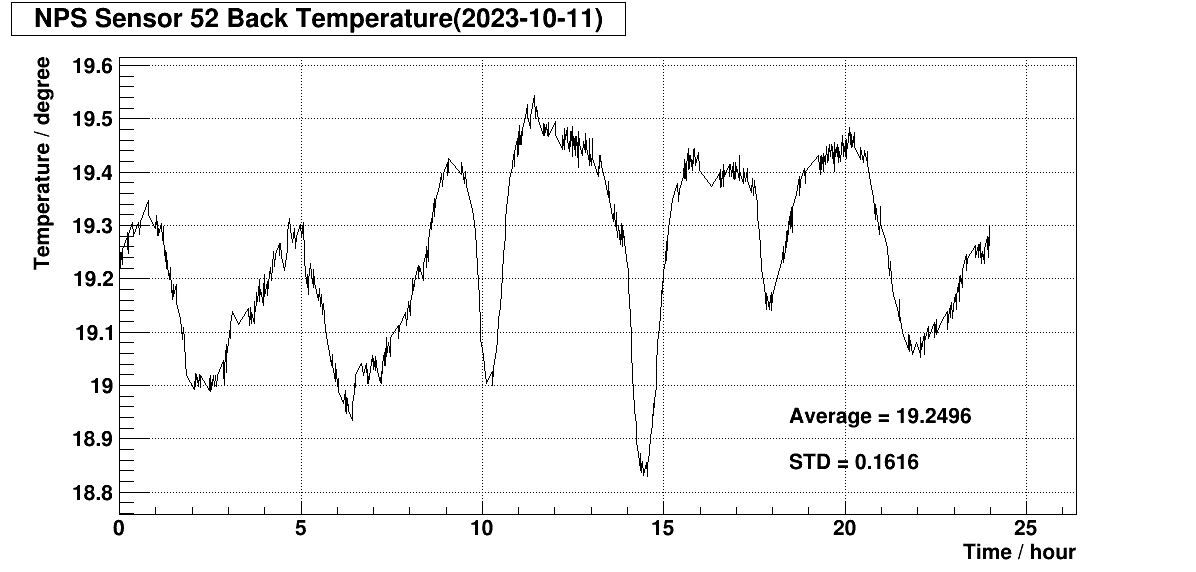 NPS Sensor 52 Back Temperature(2023-10-11)
Temperature / degree
19.6
19.5
19.4
19.3
19.2
19.1
19
18.9
18.8
Average = 19.2496
STD = 0.1616
0 5 10 15 20 25
Time / hour